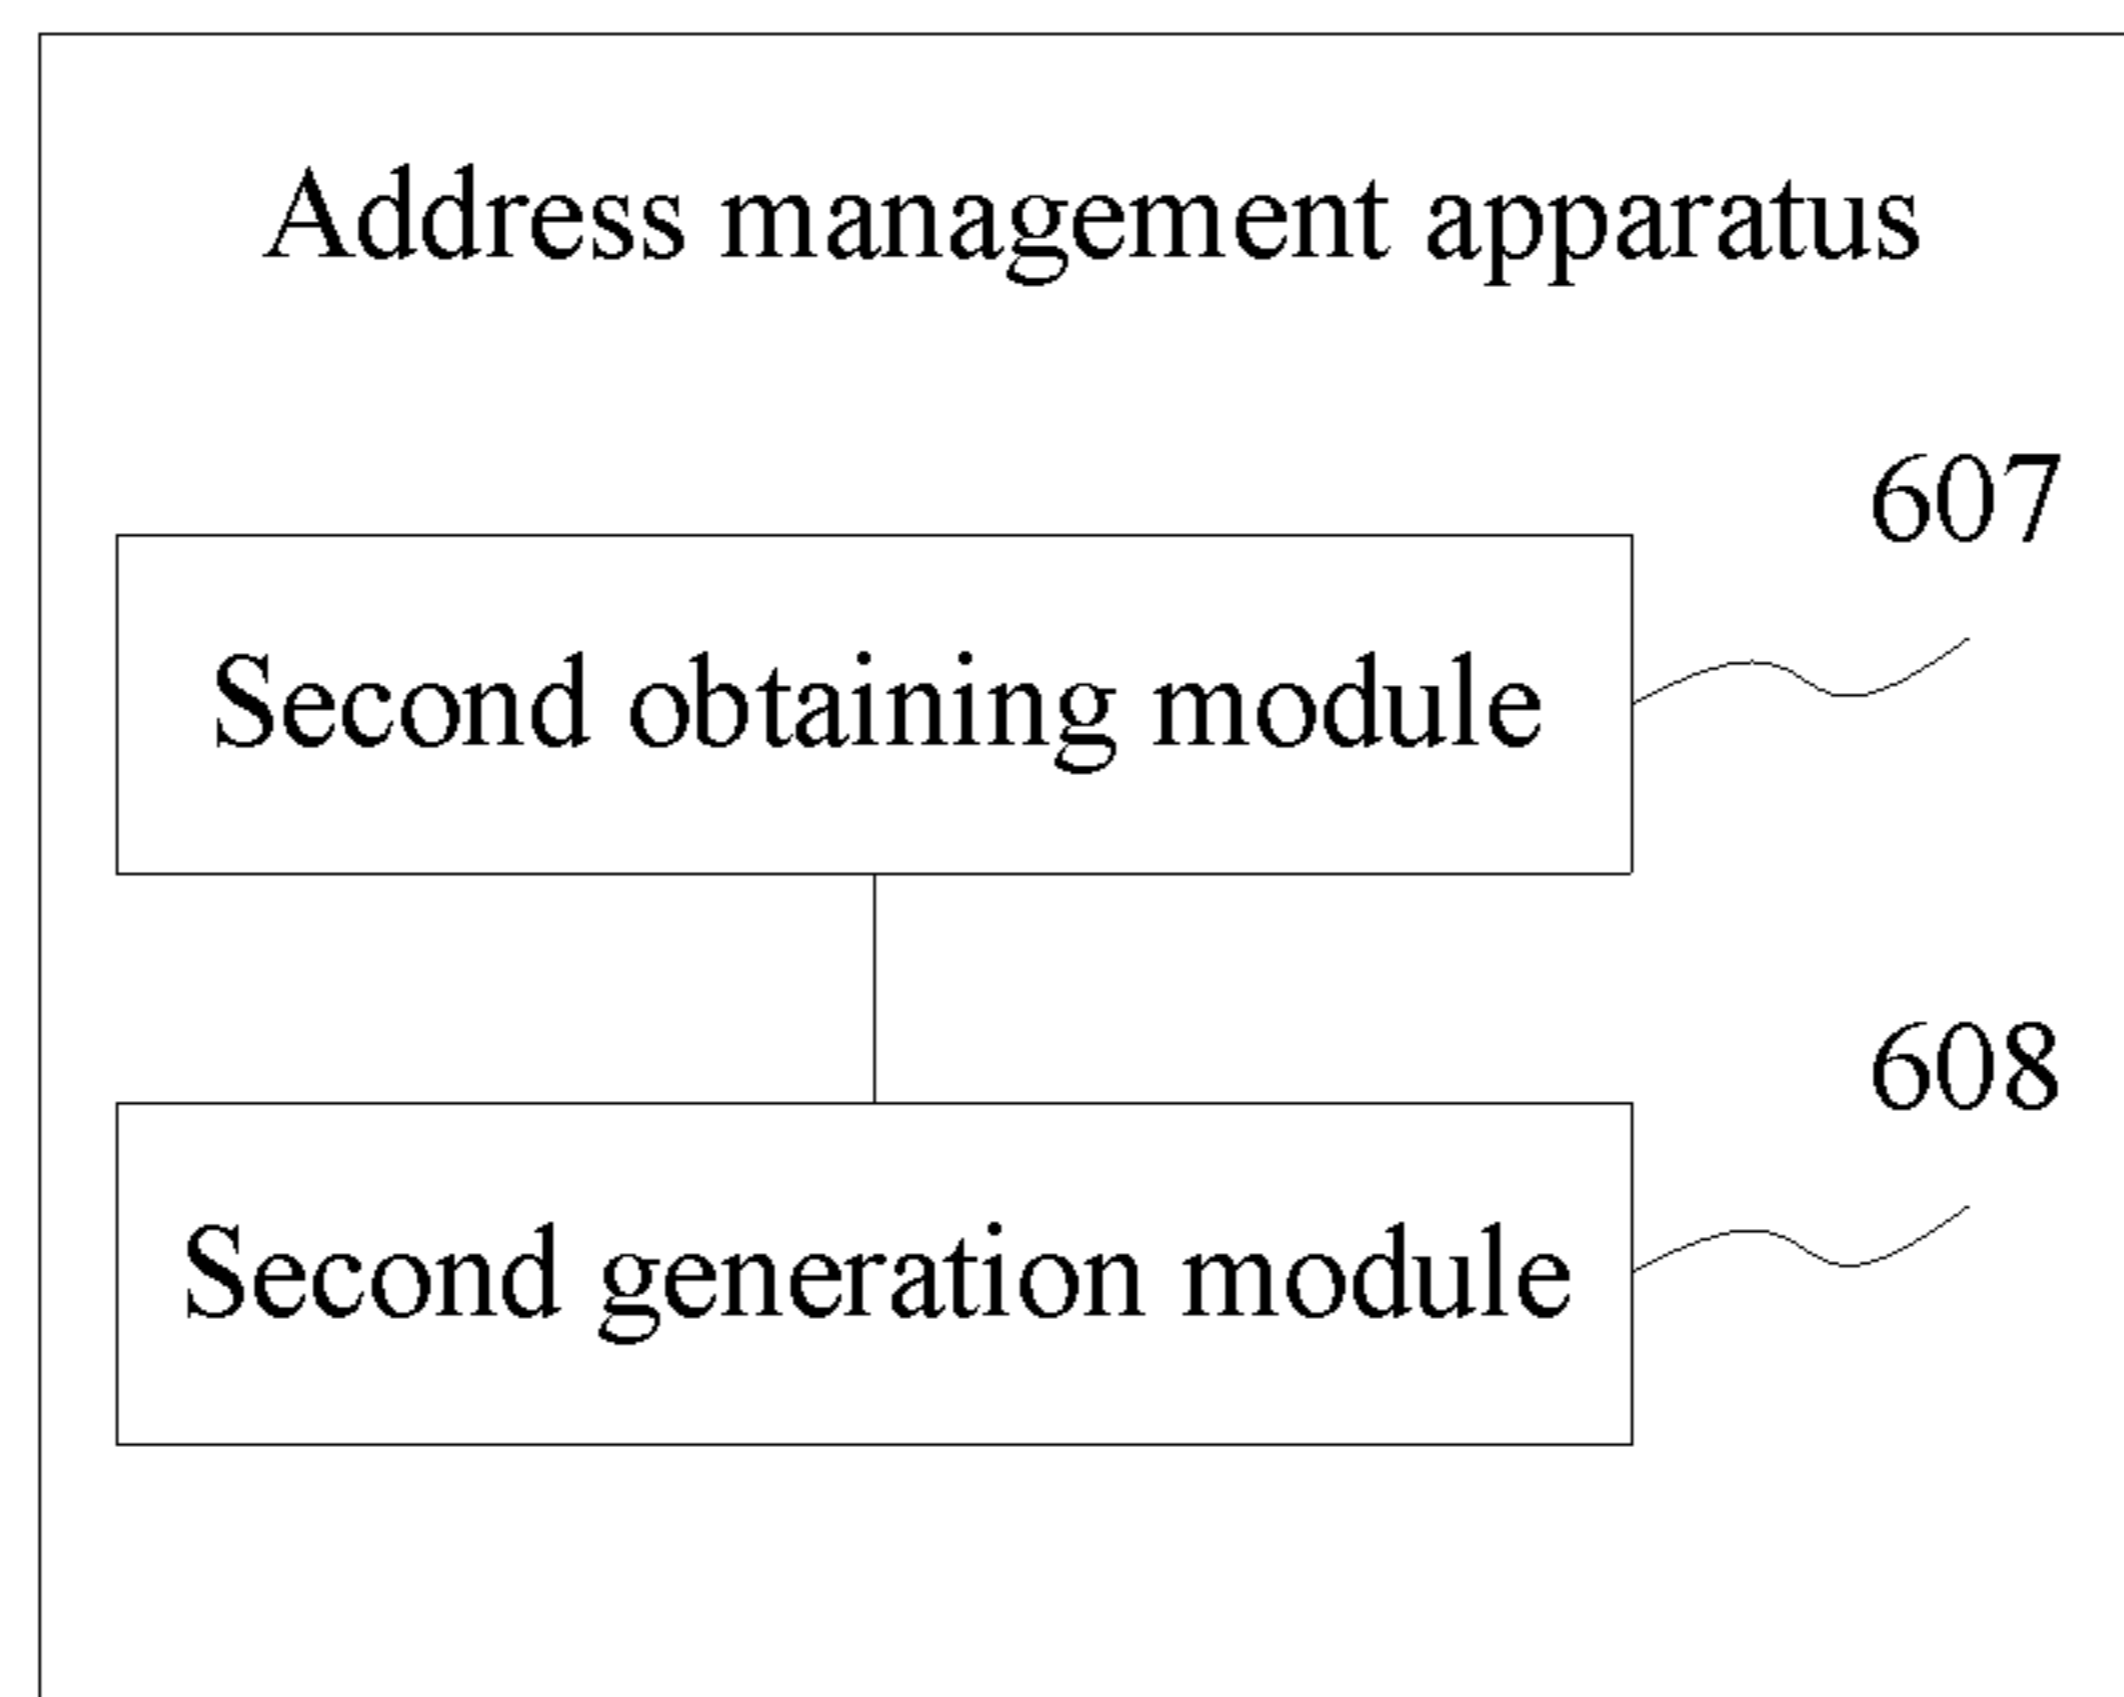 Address management apparatus
607
Second obtaining module
608
Second generation module